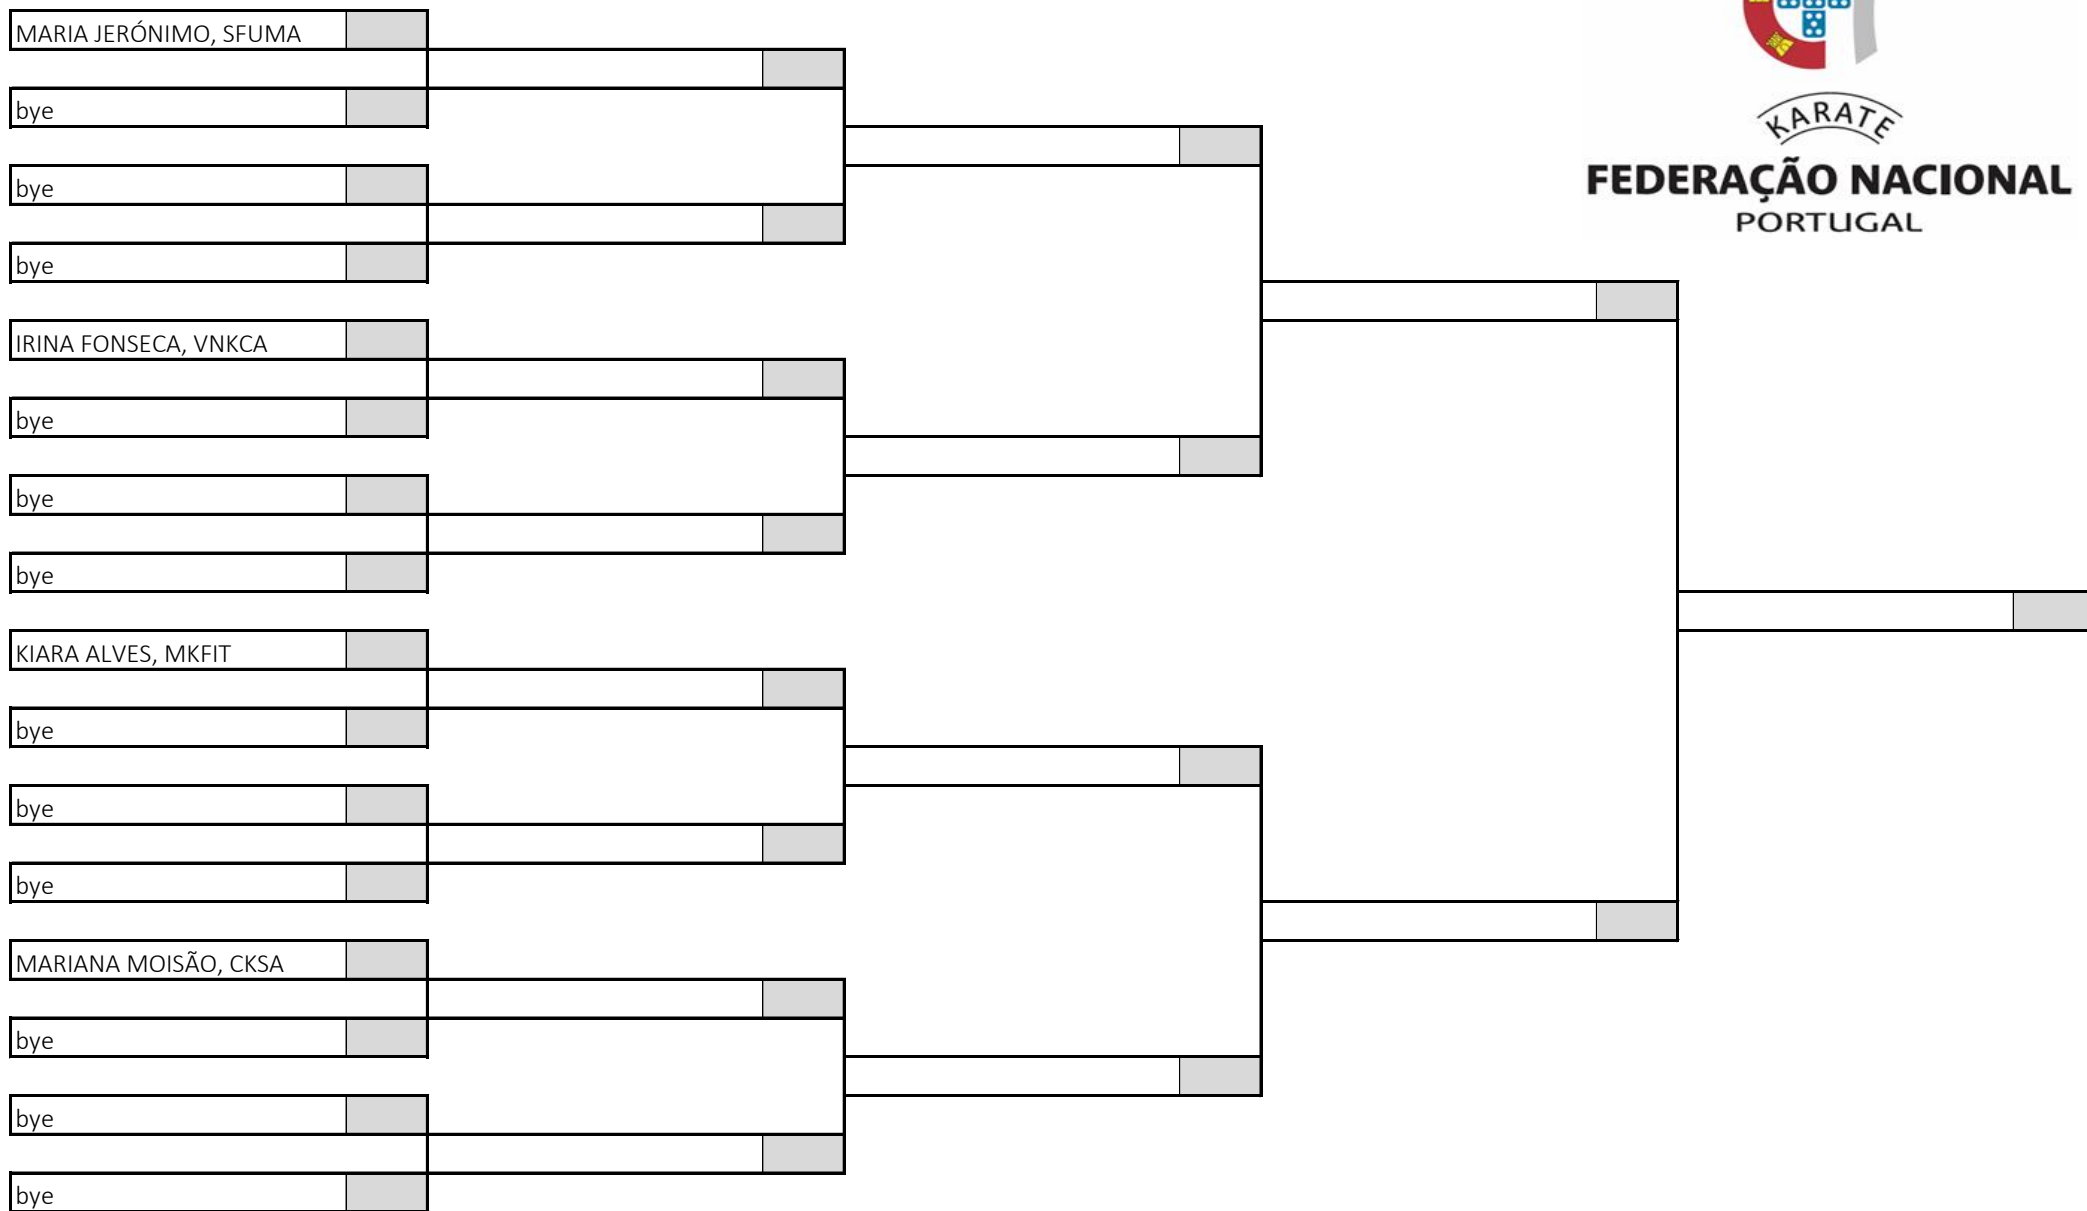 MARIA JERÓNIMO, SFUMA
bye
bye
bye
IRINA FONSECA, VNKCA
bye
bye
bye
KIARA ALVES, MKFIT
bye
bye
bye
MARIANA MOISÃO, CKSA
bye
bye
bye
KARATE
FEDERAÇÃO NACIONAL
PORTUGAL